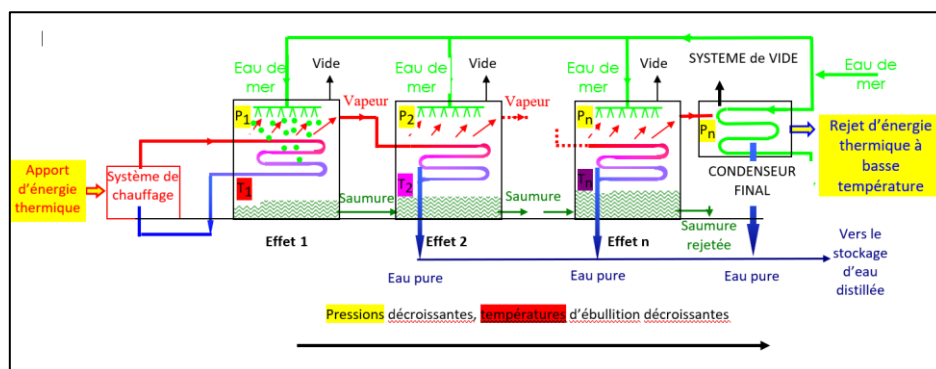 SYSTEME de VIDE
Eau de
mer
Vide
Eau de
mer
Vide
Eau de
mer
Vide
Eau de
mer
Vapeur
Vapeur
P1
P2
Pn
Pn
Apport
d'énergie
thermique
Système de
chauffage
T1
T2
Tn
Rejet d'énergie
thermique à
basse
température
CONDENSEUR
FINAL
Saumure
Saumure
Saumure
rejetée
Effet 1
Effet 2
Effet n
Eau pure
Eau pure
Eau pure
Vers le
stockage
d'eau
distillée
Pressions décroissantes, températures d'ébullition décroissantes